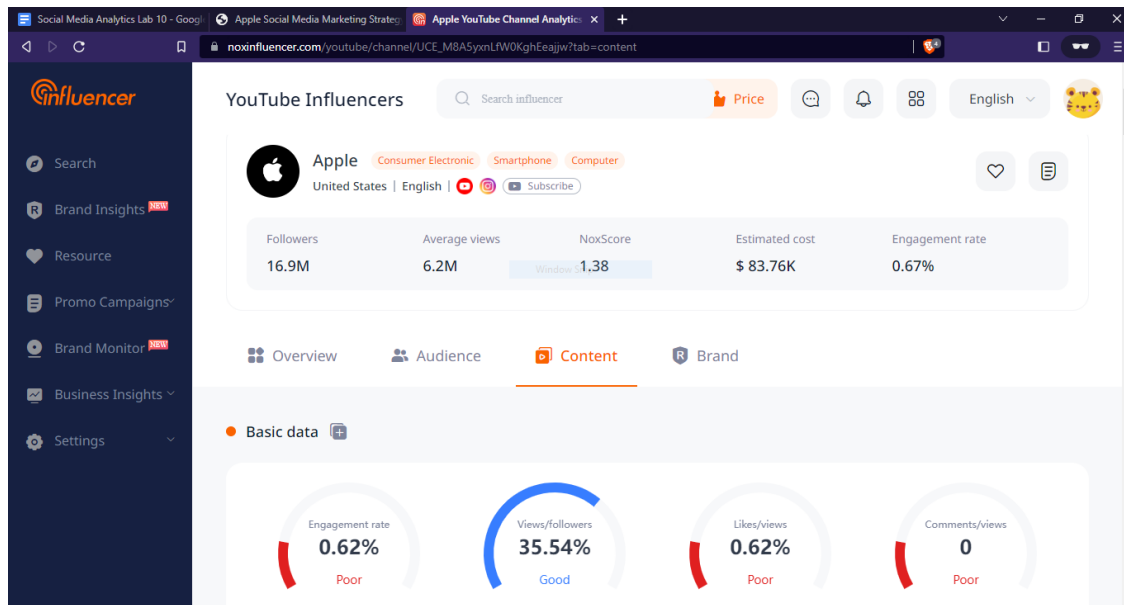 Social Media Analytics Lab 10 - Googl
Apple Social Media Marketing Strateg
Apple YouTube Channel Analytics
noxinfluencer.com/youtube/channel/UCE_M8A5yxnLfW0KghEeajjw?tab=content
influencer
YouTube Influencers
Search influencer
Price
English
Search
Brand Insights NEW
Resource
Promo Campaigns
Brand Monitor NEW
Business Insights
Settings
Apple Consumer Electronic Smartphone Computer
United States | English | Subscribe
Followers Average views NoxScore Estimated cost Engagement rate
16.9M 6.2M 1.38 $ 83.76K 0.67%
Window
Overview Audience Content Brand
Basic data
Engagement rate Views/followers Likes/views Comments/views
0.62% 35.54% 0.62% 0
Poor Good Poor Poor